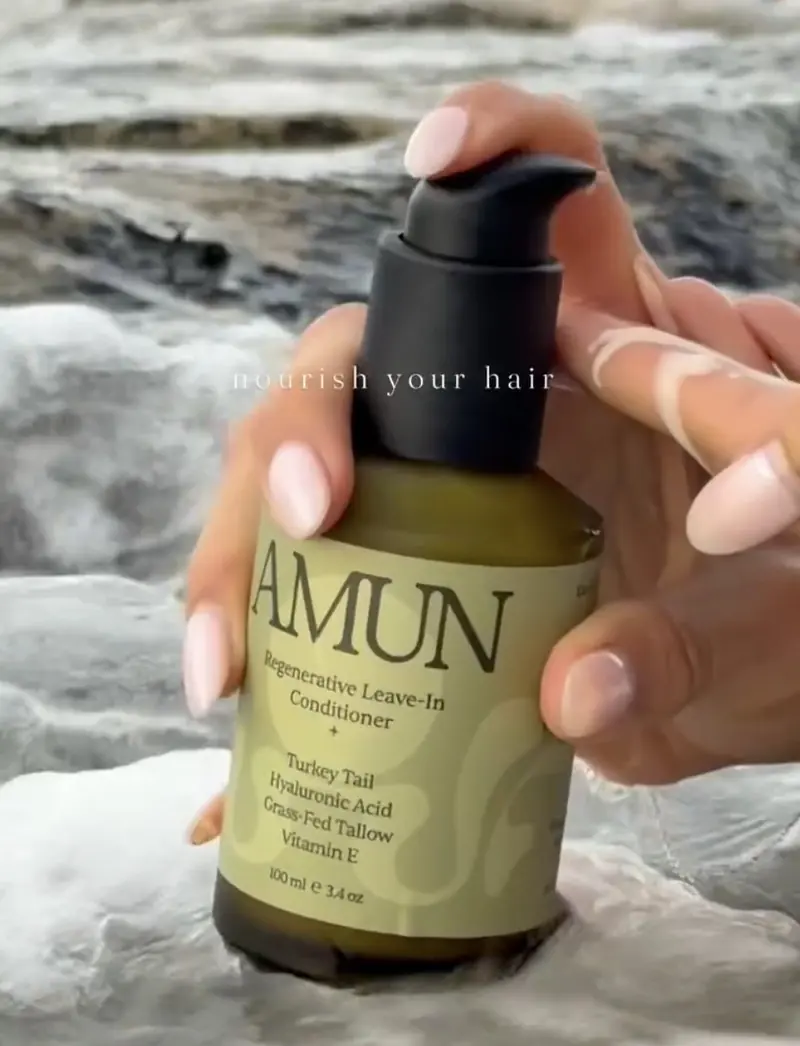 nourish your hair
AMUN
Regenerative Leave-In
Conditioner
+
Turkey Tail
Hyaluronic Acid
Grass-Fed Tallow
Vitamin E
100 ml ℮ 3.4 oz